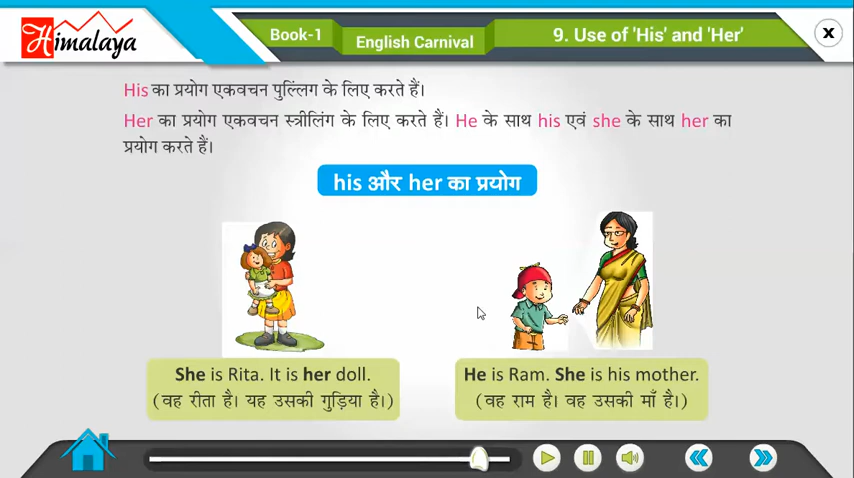 Himalaya
Book-1
English Carnival
9. Use of 'His' and 'Her'
X
His का प्रयोग एकवचन पुल्लिंग के लिए करते हैं।
Her का प्रयोग एकवचन स्त्रीलिंग के लिए करते हैं। He के साथ his एवं she के साथ her का
प्रयोग करते हैं।
his और her का प्रयोग
She is Rita. It is her doll.
(वह रीता है। यह उसकी गुड़िया है।)
He is Ram. She is his mother.
(वह राम है। वह उसकी माँ है।)